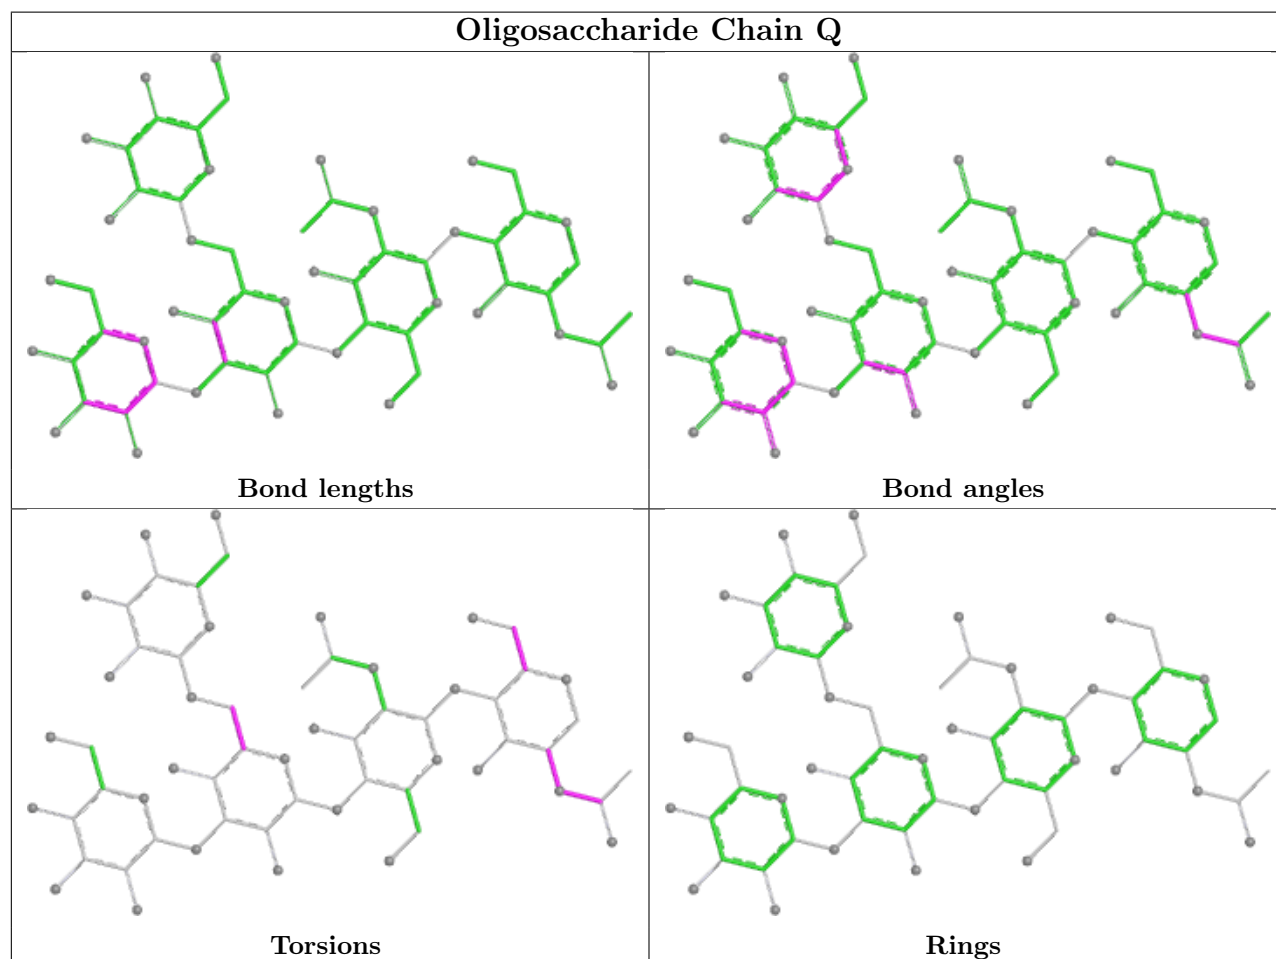 Oligosaccharide Chain Q
Bond lengths
Bond angles
Torsions
Rings